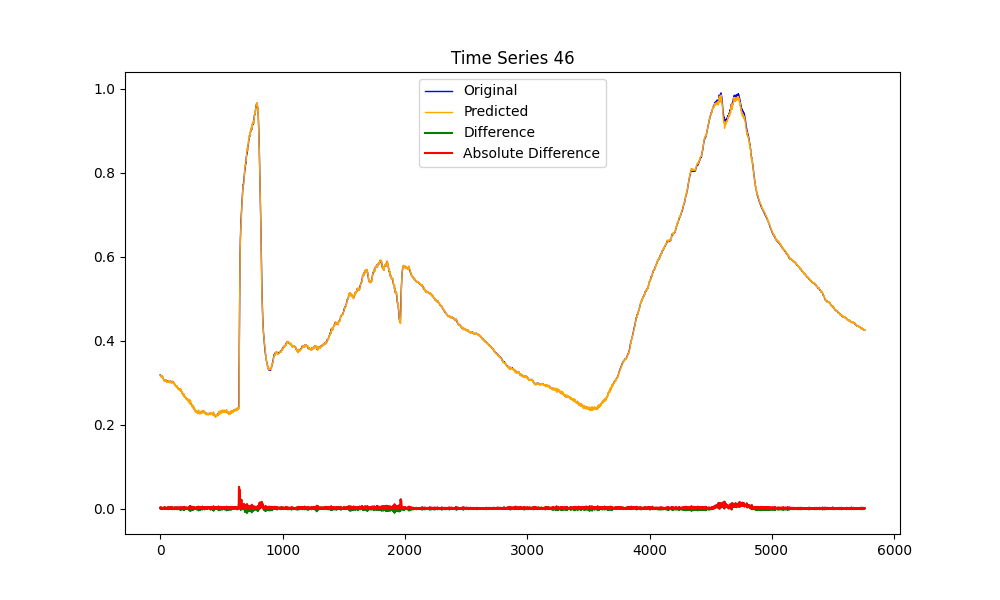 Time Series 46
Original
Predicted
Difference
Absolute Difference
1.0
0.8
0.6
0.4
0.2
0.0
0 1000 2000 3000 4000 5000 6000